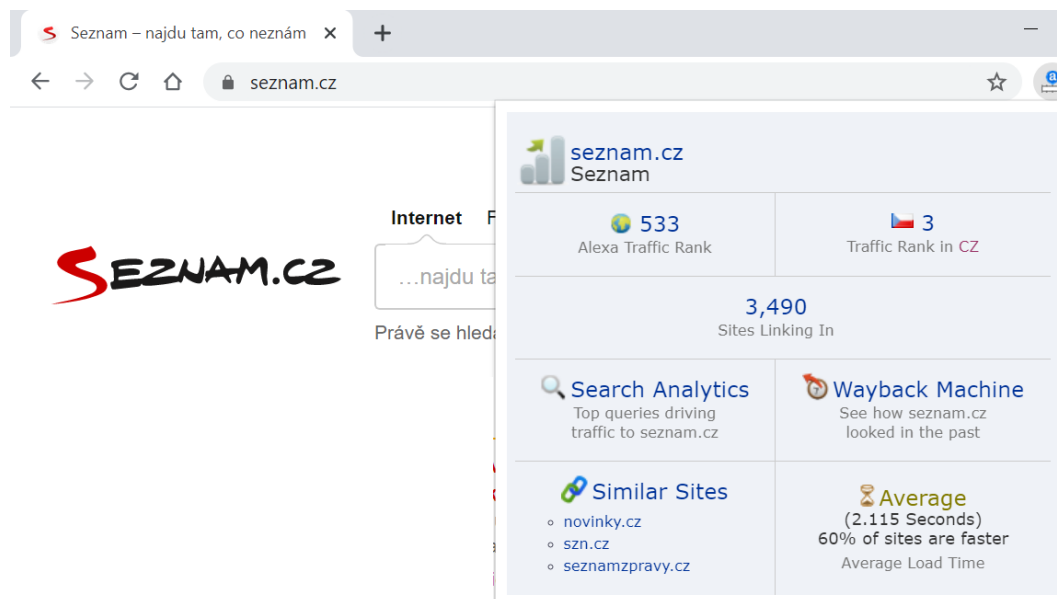 Seznam – najdu tam, co neznám
seznam.cz
SEZNAM.CZ
Internet
...najdu
Právě se
seznam.cz
Seznam
533
Alexa Traffic Rank
3
Traffic Rank in CZ
3,490
Sites Linking In
Search Analytics
Top queries driving
traffic to seznam.cz
Wayback Machine
See how seznam.cz
looked in the past
Similar Sites
novinky.cz
szn.cz
seznamzpravy.cz
Average
(2.115 Seconds)
60% of sites are faster
Average Load Time